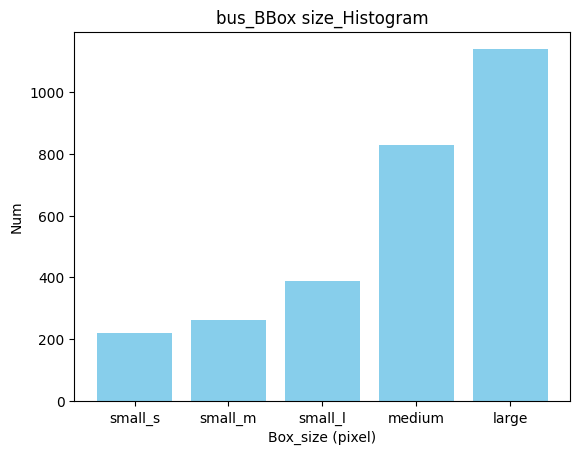 bus_BBox size_Histogram
Num
1000
800
600
400
200
0
small_s small_m small_l medium large
Box_size (pixel)